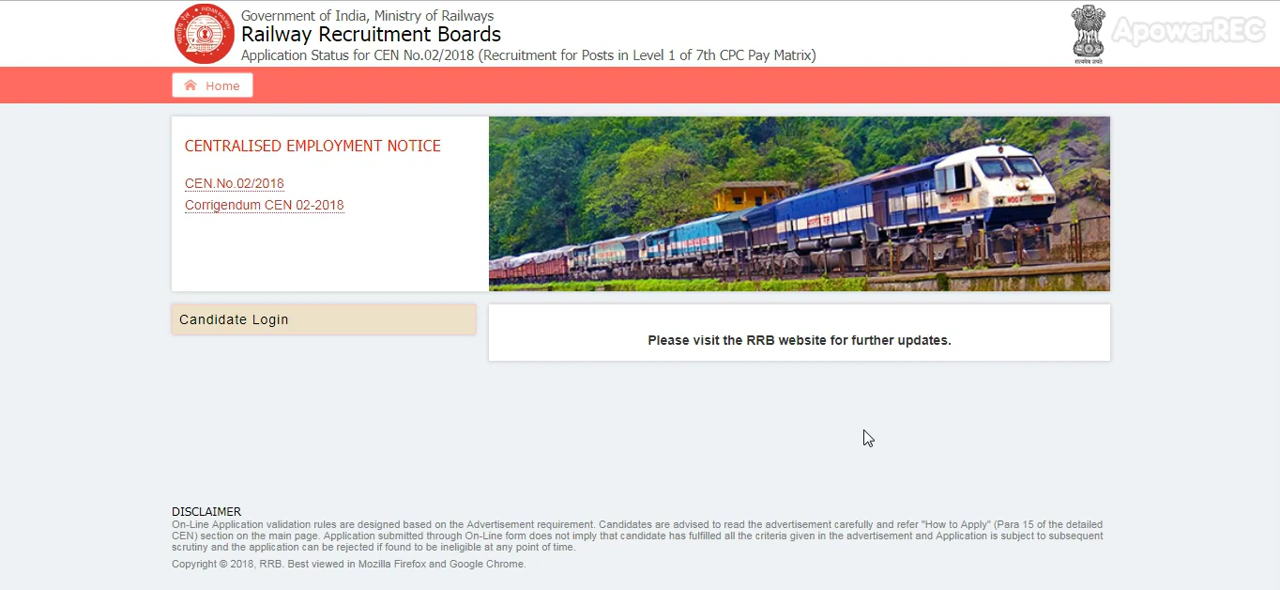 Government of India, Ministry of Railways
Railway Recruitment Boards
Application Status for CEN No.02/2018 (Recruitment for Posts in Level 1 of 7th CPC Pay Matrix)
ApowerREC
Home
CENTRALISED EMPLOYMENT NOTICE
CEN.No.02/2018
Corrigendum CEN 02-2018
Candidate Login
Please visit the RRB website for further updates.
DISCLAIMER
On-Line Application validation rules are designed based on the Advertisement requirement. Candidates are advised to read the advertisement carefully and refer "How to Apply" (Para 15 of the detailed
CEN) section on the main page. Application submitted through On-Line form does not imply that candidate has fulfilled all the criteria given in the advertisement and Application is subject to subsequent
scrutiny and the application can be rejected if found to be ineligible at any point of time.
Copyright © 2018, RRB. Best viewed in Mozilla Firefox and Google Chrome.